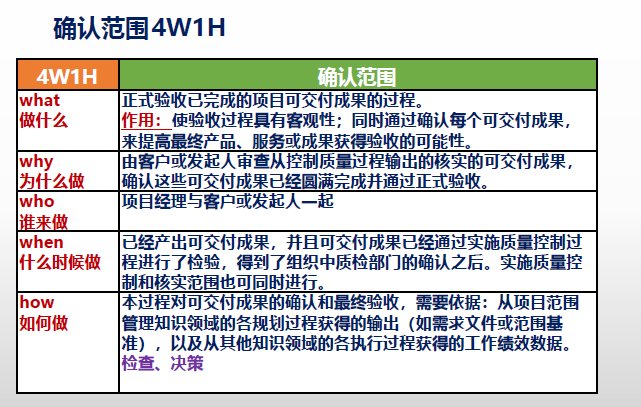 确认范围4W1H
4W1H
确认范围
what
做什么
正式验收已完成的项目可交付成果的过程。
作用：使验收过程具有客观性；同时通过确认每个可交付成果，
来提高最终产品、服务或成果获得验收的可能性。
why
为什么做
由客户或发起人审查从控制质量过程输出的核实的可交付成果，
确认这些可交付成果已经圆满完成并通过正式验收。
who
谁来做
项目经理与客户或发起人一起
when
什么时候做
已经产出可交付成果，并且可交付成果已经通过实施质量控制过
程进行了检验，得到了组织中质检部门的确认之后。实施质量控
制和核实范围也可同时进行。
how
如何做
本过程对可交付成果的确认和最终验收，需要依据：从项目范围
管理知识领域的各规划过程获得的输出（如需求文件或范围基
准），以及从其他知识领域的各执行过程获得的工作绩效数据。
检查、决策